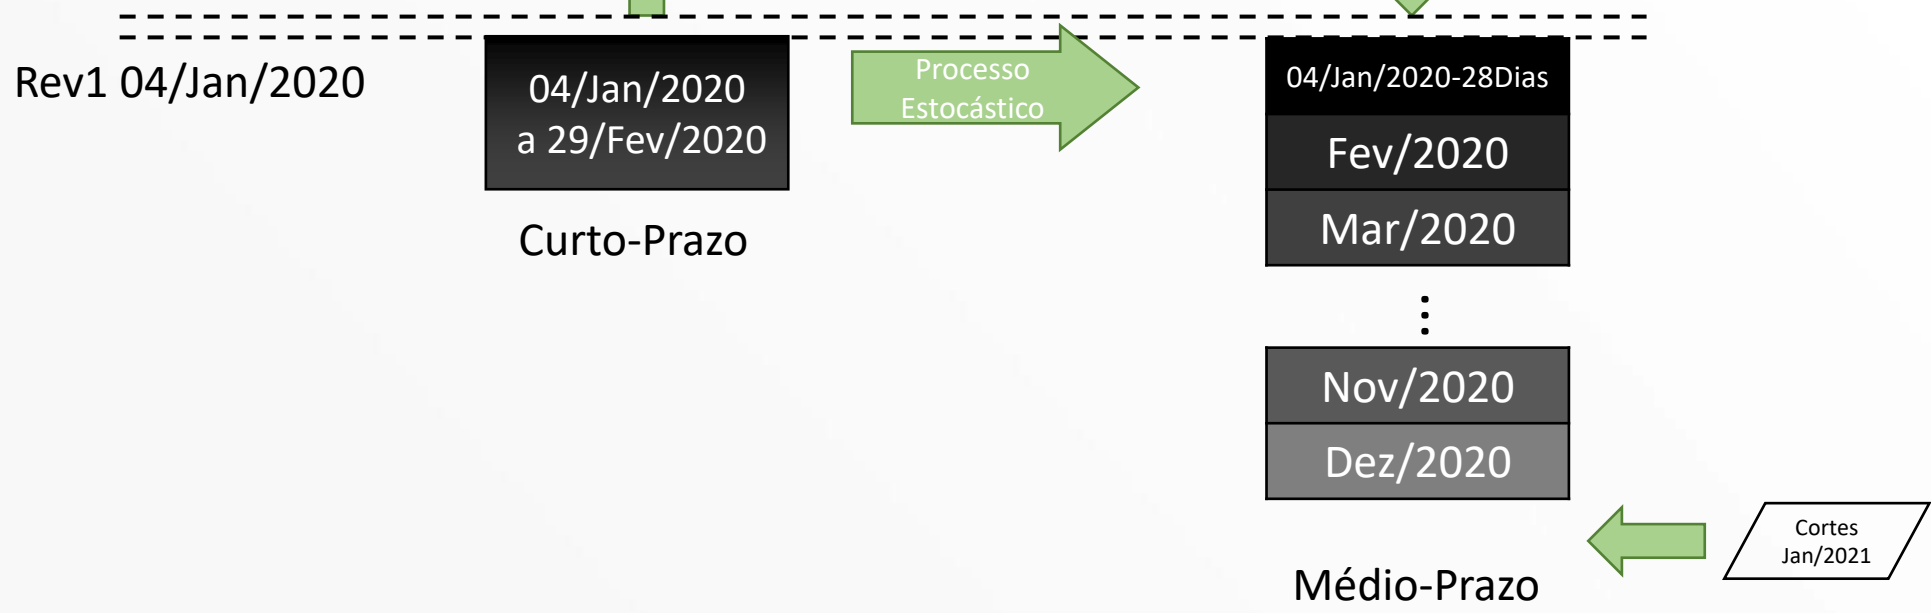 Rev1 04/Jan/2020
04/Jan/2020
a 29/Fev/2020
Curto-Prazo
Processo
Estocástico
04/Jan/2020-28Dias
Fev/2020
Mar/2020
...
Nov/2020
Dez/2020
Médio-Prazo
Cortes
Jan/2021